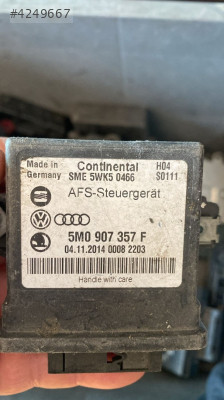 #4249667
Made in
Germany
Continental
SME 5WK5 0466
H04
S0111
AFS-Steuergerät
5M0 907 357 F
04.11.2014 0008 2203
Handle with care